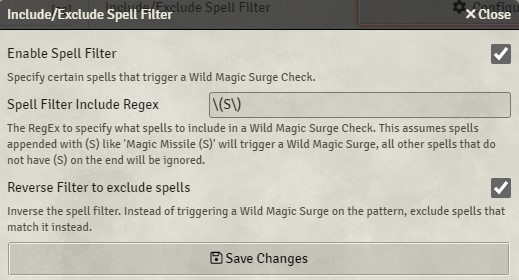 Include/Exclude Spell Filter
Close
Enable Spell Filter
Specify certain spells that trigger a Wild Magic Surge Check.
Spell Filter Include Regex
\(S\)
The RegEx to specify what spells to include in a Wild Magic Surge Check. This assumes spells
appended with (S) like 'Magic Missile (S)' will trigger a Wild Magic Surge, all other spells that do
not have (S) on the end will be ignored.
Reverse Filter to exclude spells
Inverse the spell filter. Instead of triggering a Wild Magic Surge on the pattern, exclude spells that
match it instead.
Save Changes